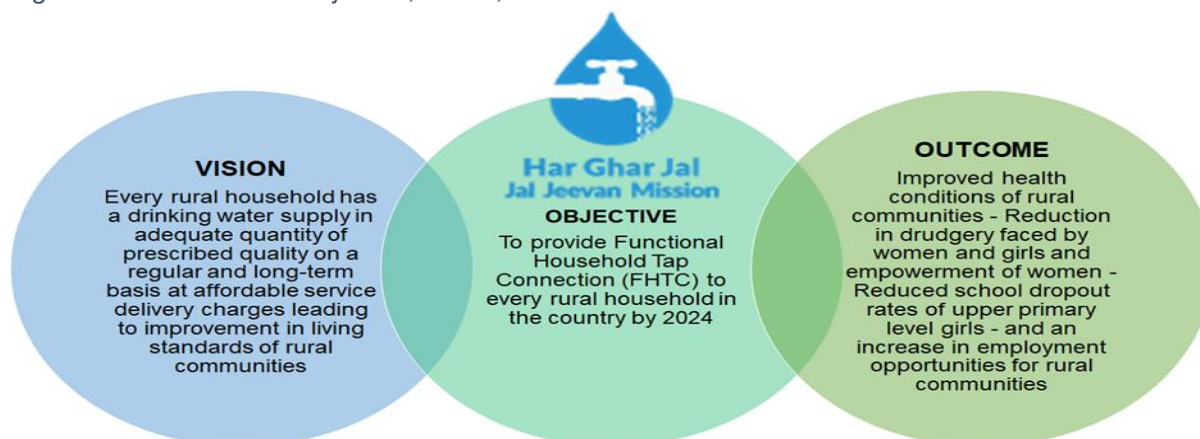 VISION
Every rural household has
a drinking water supply in
adequate quantity of
prescribed quality on a
regular and long-term
basis at affordable service
delivery charges leading
to improvement in living
standards of rural
communities
Har Ghar Jal
Jal Jeevan Mission
OBJECTIVE
To provide Functional
Household Tap
Connection (FHTC) to
every rural household in
the country by 2024
OUTCOME
Improved health
conditions of rural
communities - Reduction
in drudgery faced by
women and girls and
empowerment of women -
Reduced school dropout
rates of upper primary
level girls - and an
increase in employment
opportunities for rural
communities